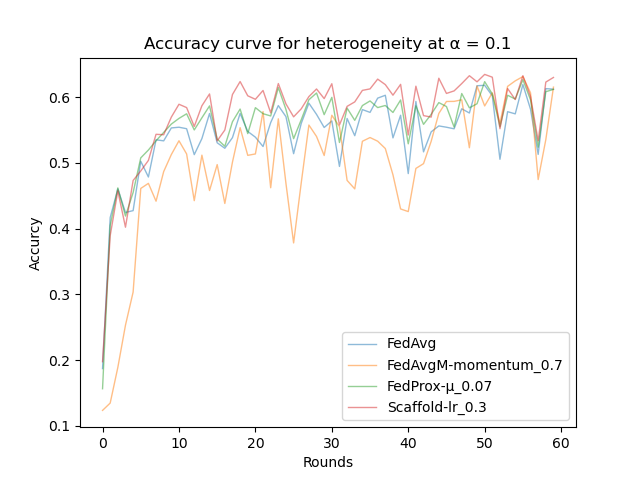 Accuracy curve for heterogeneity at α = 0.1
Accurcy
0.6
0.5
0.4
0.3
0.2
0.1
0 10 20 30 40 50 60
Rounds
FedAvg
FedAvgM-momentum_0.7
FedProx-μ_0.07
Scaffold-lr_0.3